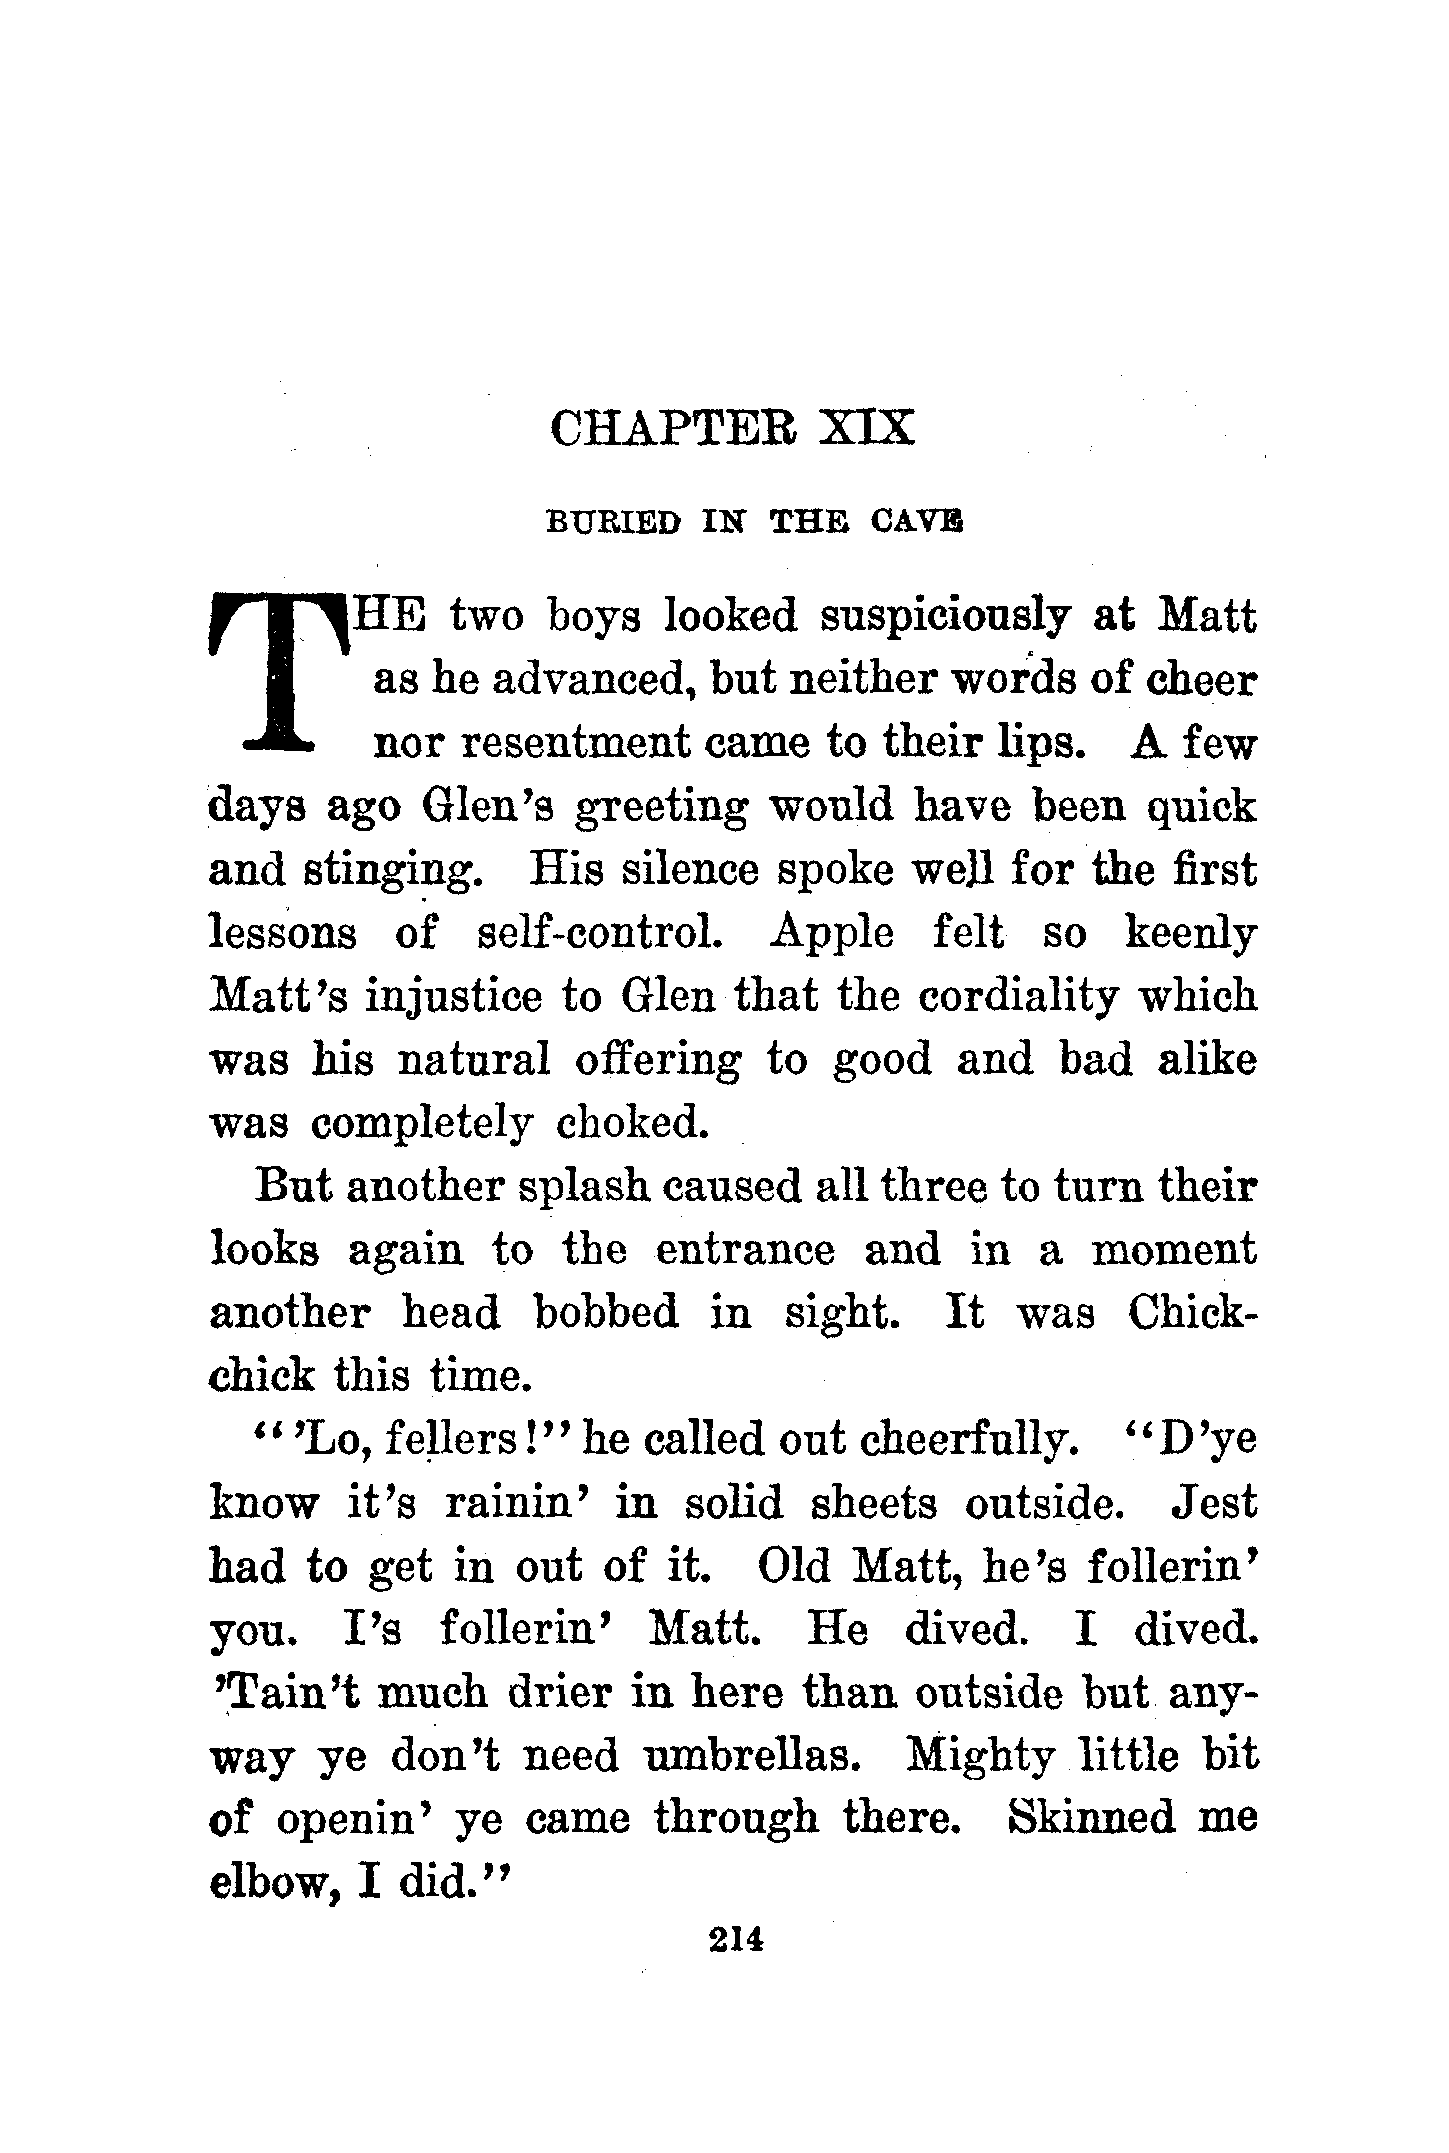 CHAPTER XIX
BURIED IN THE CAVE
THE two boys looked suspiciously at Matt
as he advanced, but neither words of cheer
nor resentment came to their lips. A few
days ago Glen's greeting would have been quick
and stinging. His silence spoke well for the first
lessons of self-control. Apple felt so keenly
Matt's injustice to Glen that the cordiality which
was his natural offering to good and bad alike
was completely choked.
But another splash caused all three to turn their
looks again to the entrance and in a moment
another head bobbed in sight. It was Chick-
chick this time.
"'Lo, fellers!" he called out cheerfully. "D'ye
know it's rainin' in solid sheets outside. Jest
had to get in out of it. Old Matt, he's follerin'
you. I's follerin' Matt. He dived. I dived.
'Tain't much drier in here than outside but any-
way ye don't need umbrellas. Mighty little bit
of openin' ye came through there. Skinned me
elbow, I did."
214